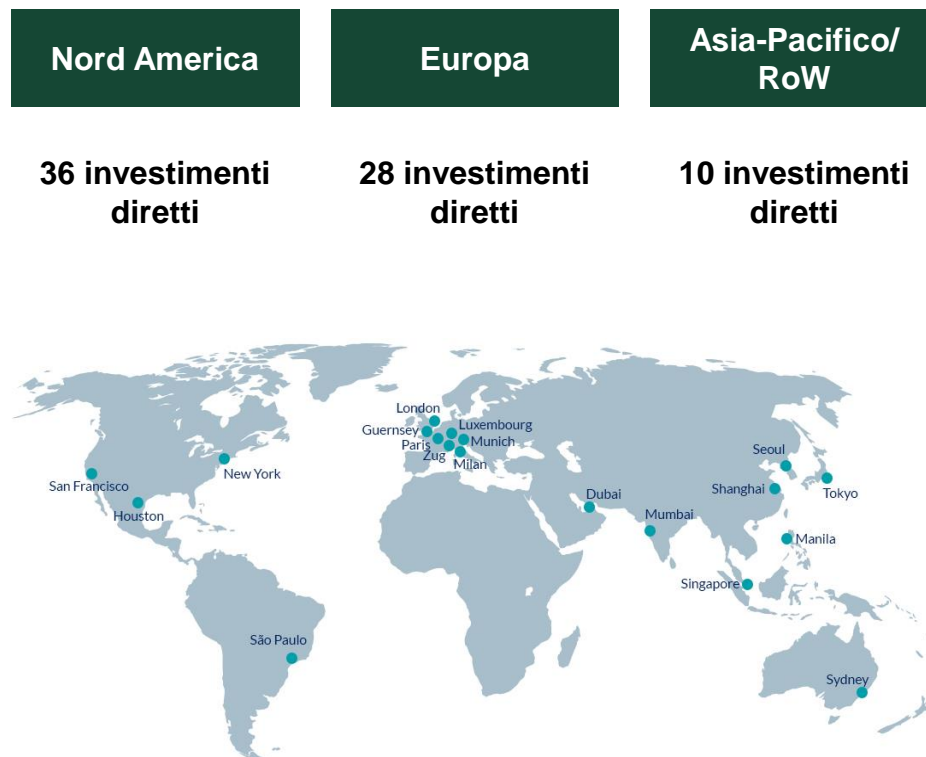 Nord America
Europa
Asia-Pacifico/
RoW
36 investimenti
diretti
28 investimenti
diretti
10 investimenti
diretti
London
Luxembourg
Guernsey
Munich
Paris
Zug
Milan
San Francisco
New York
Houston
Seoul
Shanghai
Tokyo
Dubai
Mumbai
Manila
Singapore
São Paulo
Sydney